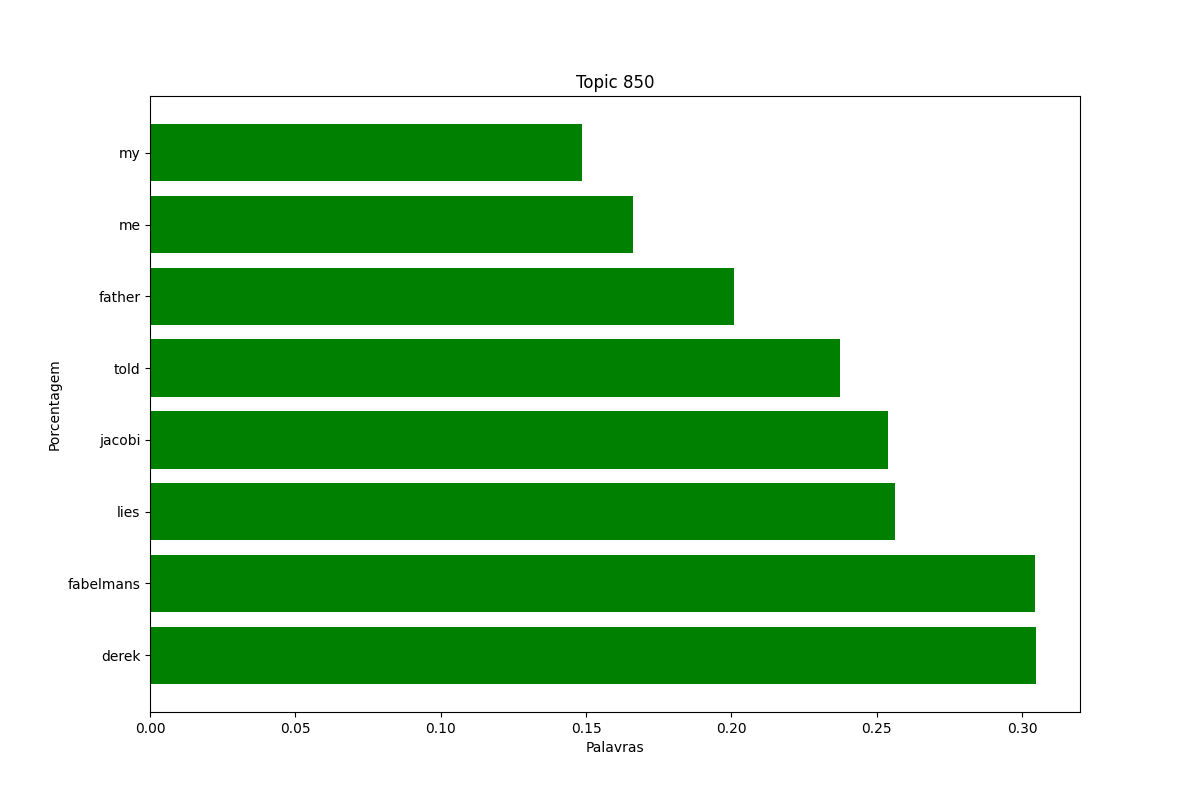 Topic 850
my
me
father
told
jacobi
lies
fabelmans
derek
Porcentagem
0.00 0.05 0.10 0.15 0.20 0.25 0.30
Palavras